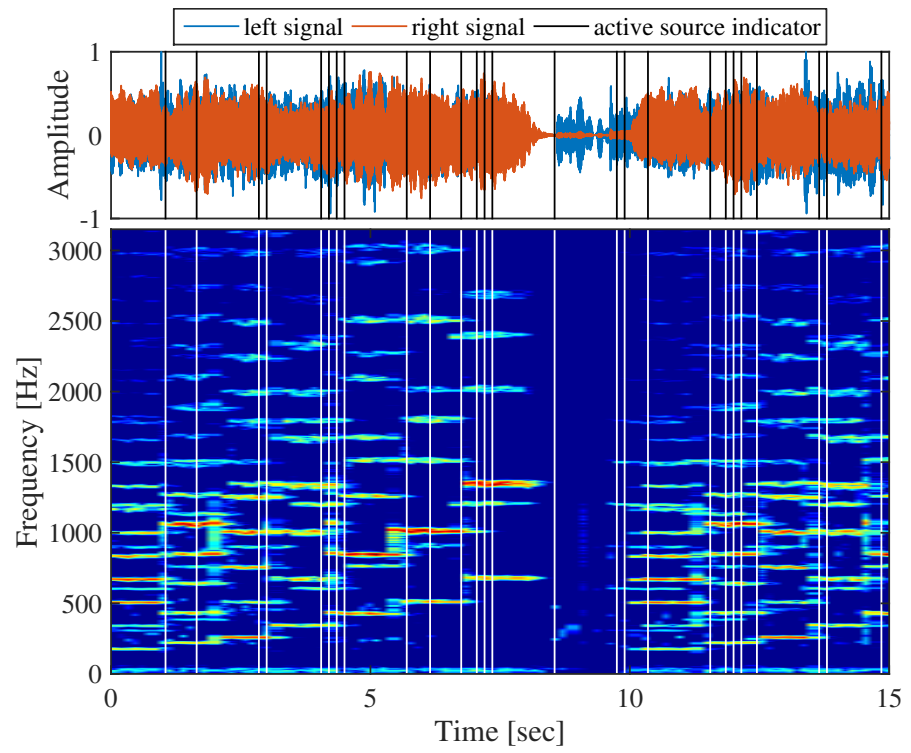 left signal right signal active source indicator
1
0
-1
Amplitude
3000
2500
2000
1500
1000
500
0
Frequency [Hz]
0 5 10 15
Time [sec]